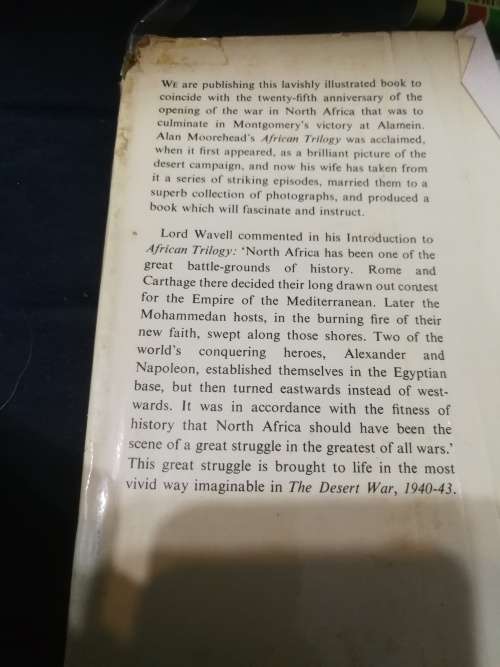 WE are publishing this lavishly illustrated book to
coincide with the twenty-fifth anniversary of the
opening of the war in North Africa that was to
culminate in Montgomery's victory at Alamein.
Alan Moorehead's African Trilogy was acclaimed,
when it first appeared, as a brilliant picture of the
desert campaign, and now his wife has taken from
it a series of striking episodes, married them to a
superb collection of photographs, and produced a
book which will fascinate and instruct.
Lord Wavell commented in his Introduction to
African Trilogy: 'North Africa has been one of the
great battle-grounds of history. Rome and
Carthage there decided their long drawn out contest
for the Empire of the Mediterranean. Later the
Mohammedan hosts, in the burning fire of their
new faith, swept along those shores. Two of the
world's conquering heroes, Alexander and
Napoleon, established themselves in the Egyptian
base, but then turned eastwards instead of west-
wards. It was in accordance with the fitness of
history that North Africa should have been the
scene of a great struggle in the greatest of all wars.'
This great struggle is brought to life in the most
vivid way imaginable in The Desert War, 1940-43.